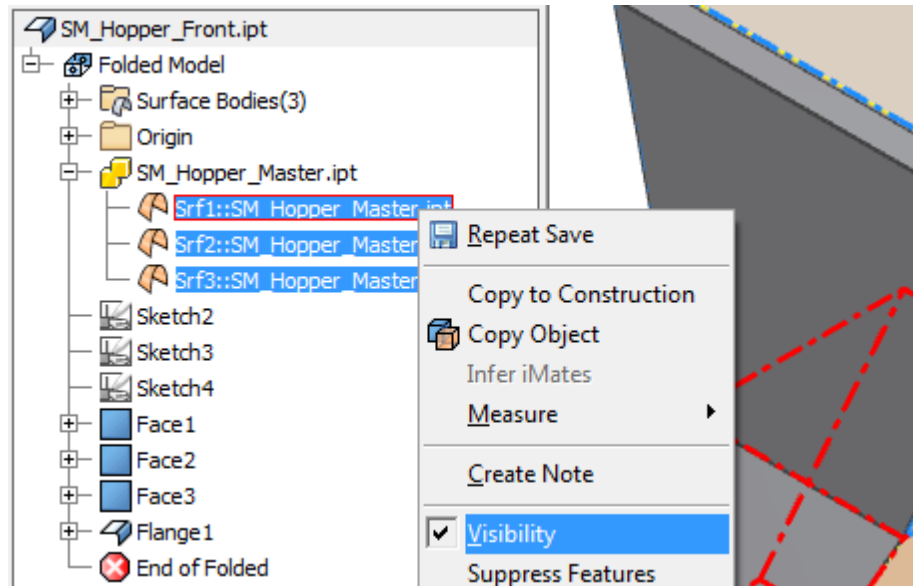 SM_Hopper_Front.ipt
Folded Model
Surface Bodies(3)
Origin
SM_Hopper_Master.ipt
Srf1::SM_Hopper_Master.ipt
Srf2::SM_Hopper_Master
Srf3::SM_Hopper_Master
Sketch2
Sketch3
Sketch4
Face1
Face2
Face3
Flange1
End of Folded
Repeat Save
Copy to Construction
Copy Object
Infer iMates
Measure
Create Note
Visibility
Suppress Features